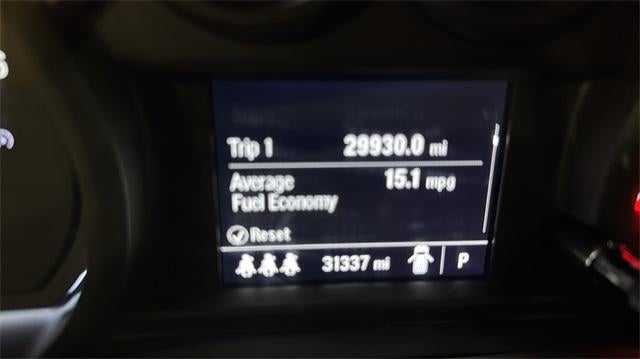 Trip 1 29930.0 mi
Average 15.1 mpg
Fuel Economy
Reset
31337 mi P